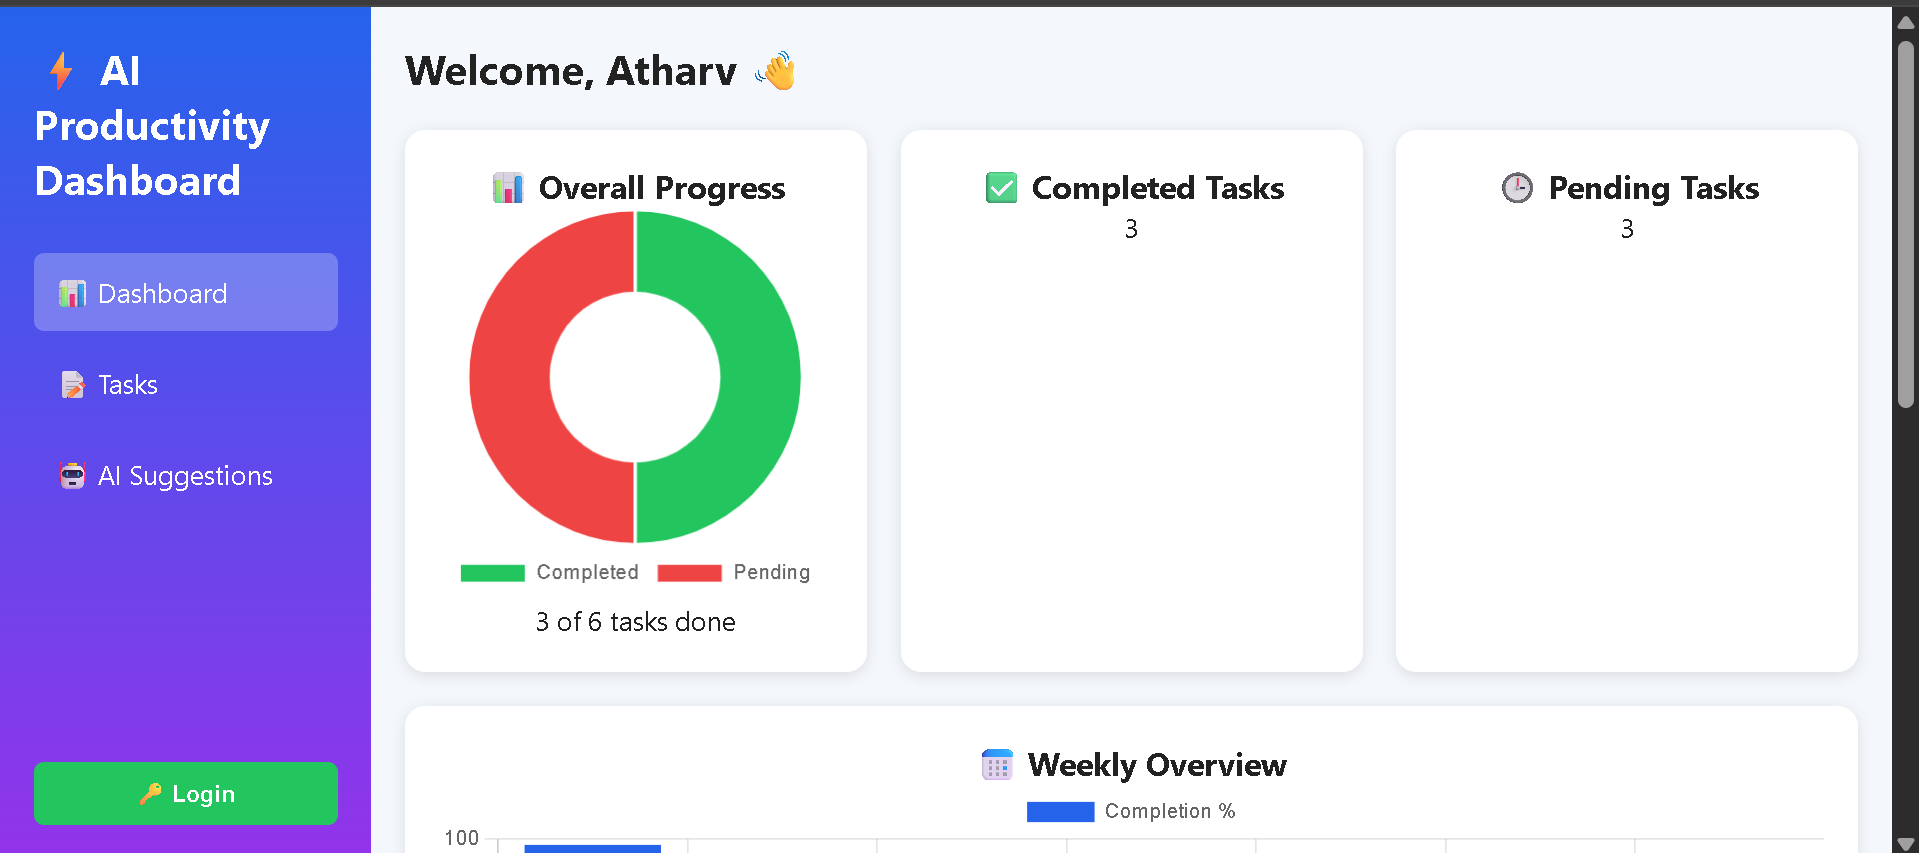 ⚡ AI
Productivity
Dashboard
📊 Dashboard
📝 Tasks
🤖 AI Suggestions
🔑 Login
Welcome, Atharv 👋
📊 Overall Progress
Completed Pending
3 of 6 tasks done
✅ Completed Tasks
3
🕒 Pending Tasks
3
📅 Weekly Overview
Completion %
100